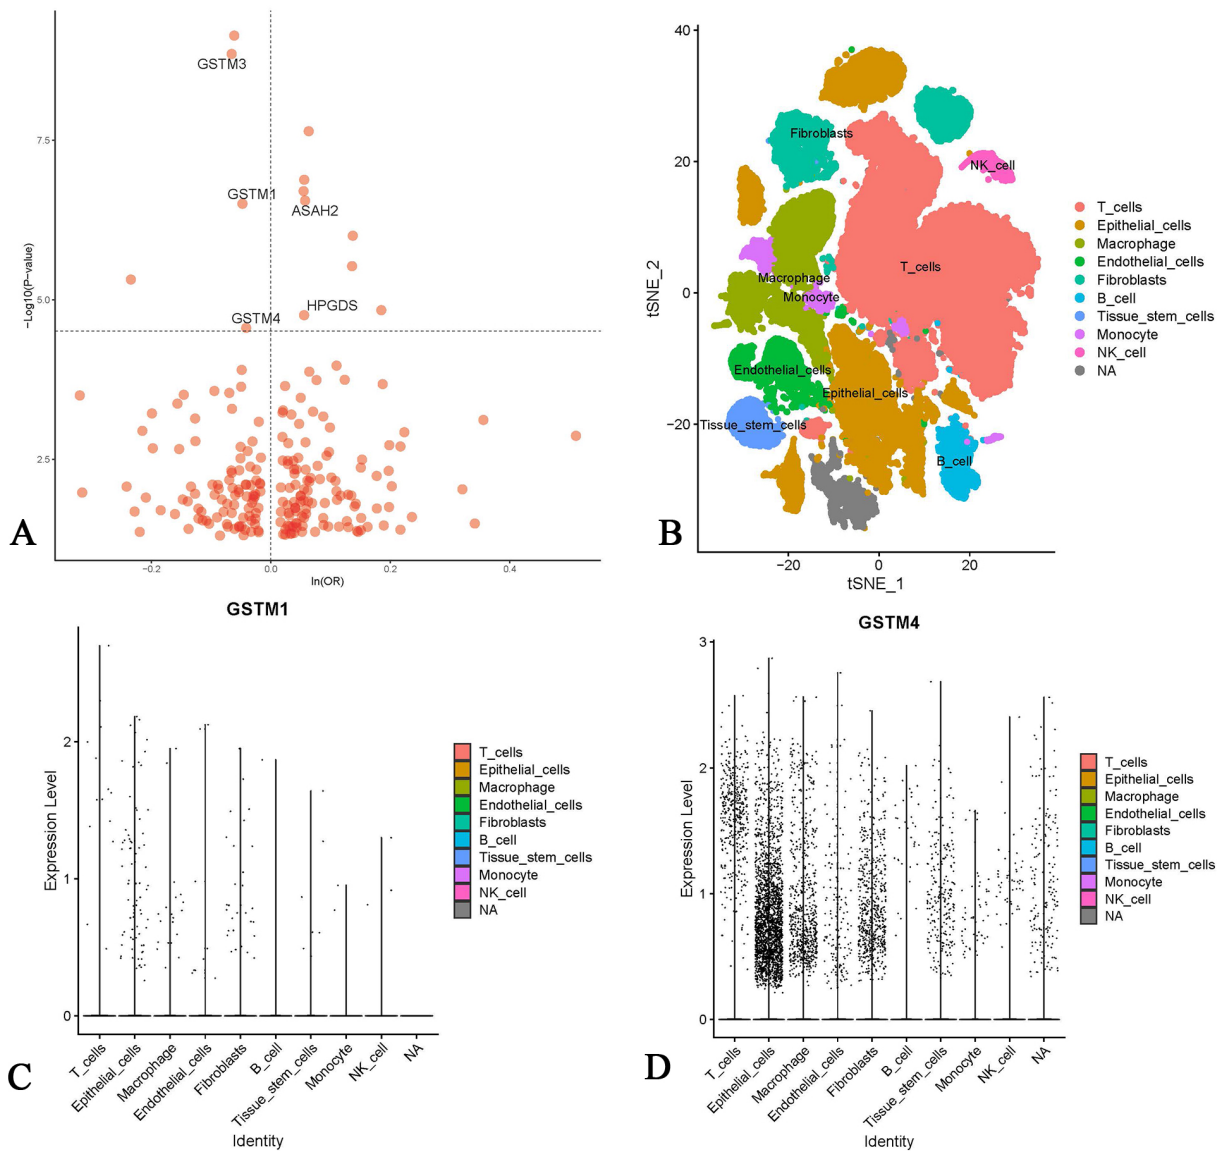 GSTM3
GSTM1
ASAH2
HPGDS
GSTM4
7.5
5.0
2.5
−Log10(P−value)
−0.2
0.0
0.2
0.4
ln(OR)
A
40
20
0
−20
tSNE_2
Fibroblasts
NK_cell
T_cells
Macrophage
Monocyte
Endothelial_cells
Epithelial_cells
Tissue_stem_cells
B_cell
−20
0
20
tSNE_1
T_cells
Epithelial_cells
Macrophage
Endothelial_cells
Fibroblasts
B_cell
Tissue_stem_cells
Monocyte
NK_cell
NA
B
GSTM1
2
1
0
Expression Level
T_cells
Epithelial_cells
Macrophage
Endothelial_cells
Fibroblasts
B_cell
Tissue_stem_cells
Monocyte
NK_cell
NA
Identity
T_cells
Epithelial_cells
Macrophage
Endothelial_cells
Fibroblasts
B_cell
Tissue_stem_cells
Monocyte
NK_cell
NA
C
GSTM4
3
2
1
0
Expression Level
T_cells
Epithelial_cells
Macrophage
Endothelial_cells
Fibroblasts
B_cell
Tissue_stem_cells
Monocyte
NK_cell
NA
Identity
T_cells
Epithelial_cells
Macrophage
Endothelial_cells
Fibroblasts
B_cell
Tissue_stem_cells
Monocyte
NK_cell
NA
D